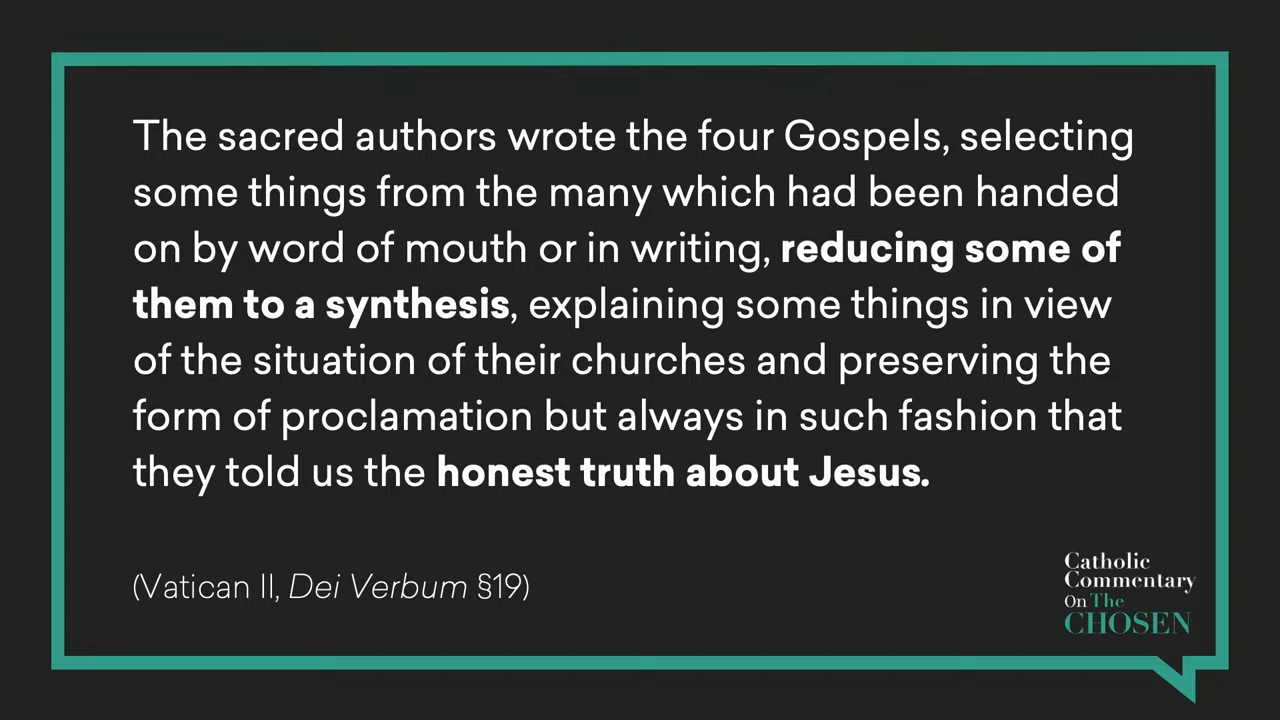 The sacred authors wrote the four Gospels, selecting
some things from the many which had been handed
on by word of mouth or in writing, reducing some of
them to a synthesis, explaining some things in view
of the situation of their churches and preserving the
form of proclamation but always in such fashion that
they told us the honest truth about Jesus.
(Vatican II, Dei Verbum §19)
Catholic
Commentary
On The
CHOSEN